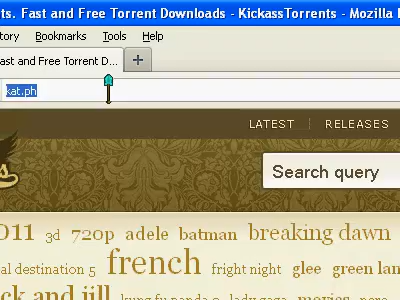 ts. Fast and Free Torrent Downloads - KickassTorrents - Mozilla
tory Bookmarks Tools Help
ast and Free Torrent D... +
kat.ph
LATEST | RELEASES
Search query
011 3d 720p adele batman breaking dawn
al destination 5 french fright night glee green lan
ck and jill kung fu panda 2 lady gaga movies